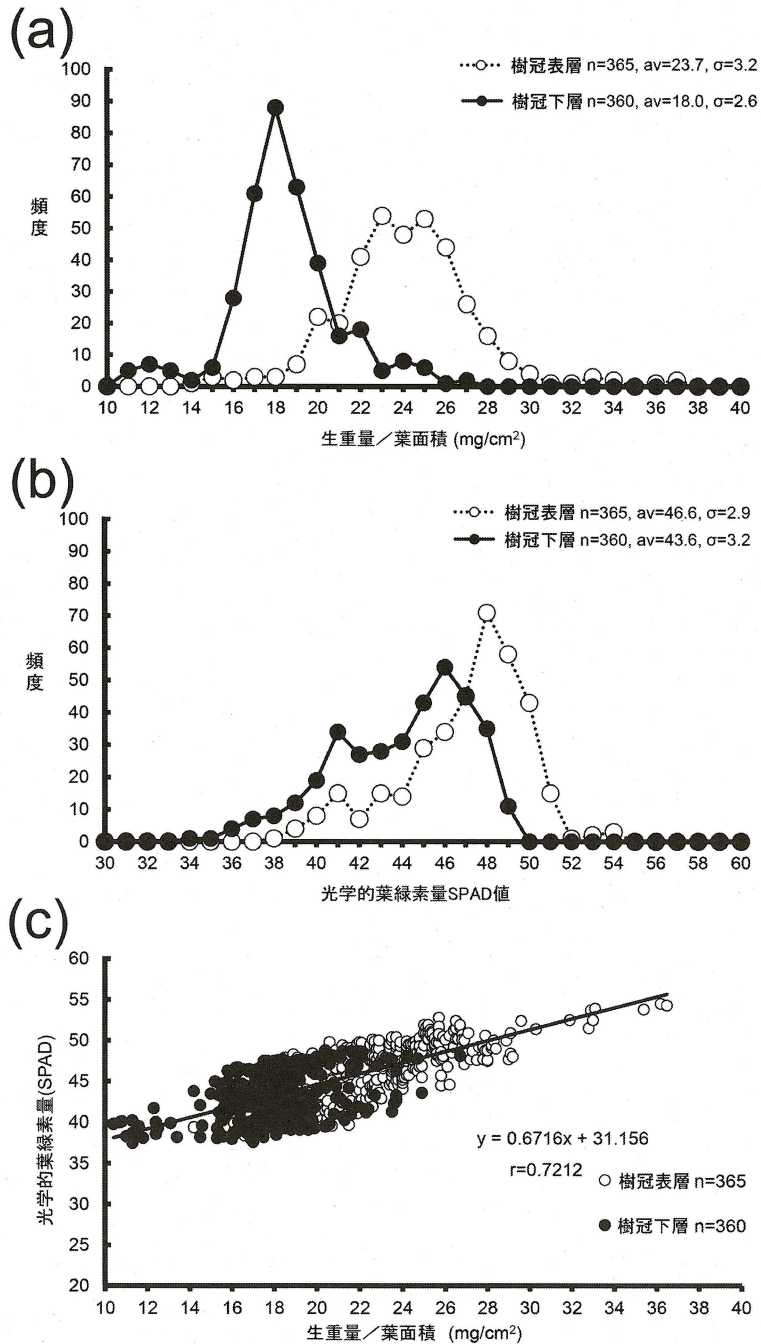 (a)
樹冠表層 n=365, av=23.7, σ=3.2
樹冠下層 n=360, av=18.0, σ=2.6
100
90
80
70
60
50
40
30
20
10
0
頻度
10 12 14 16 18 20 22 24 26 28 30 32 34 36 38 40
生重量／葉面積 (mg/cm²)
(b)
樹冠表層 n=365, av=46.6, σ=2.9
樹冠下層 n=360, av=43.6, σ=3.2
100
90
80
70
60
50
40
30
20
10
0
頻度
30 32 34 36 38 40 42 44 46 48 50 52 54 56 58 60
光学的葉緑素量SPAD値
(c)
60
55
50
45
40
35
30
25
20
光学的葉緑素量(SPAD)
y = 0.6716x + 31.156
r=0.7212
樹冠表層 n=365
樹冠下層 n=360
10 12 14 16 18 20 22 24 26 28 30 32 34 36 38 40
生重量／葉面積 (mg/cm²)